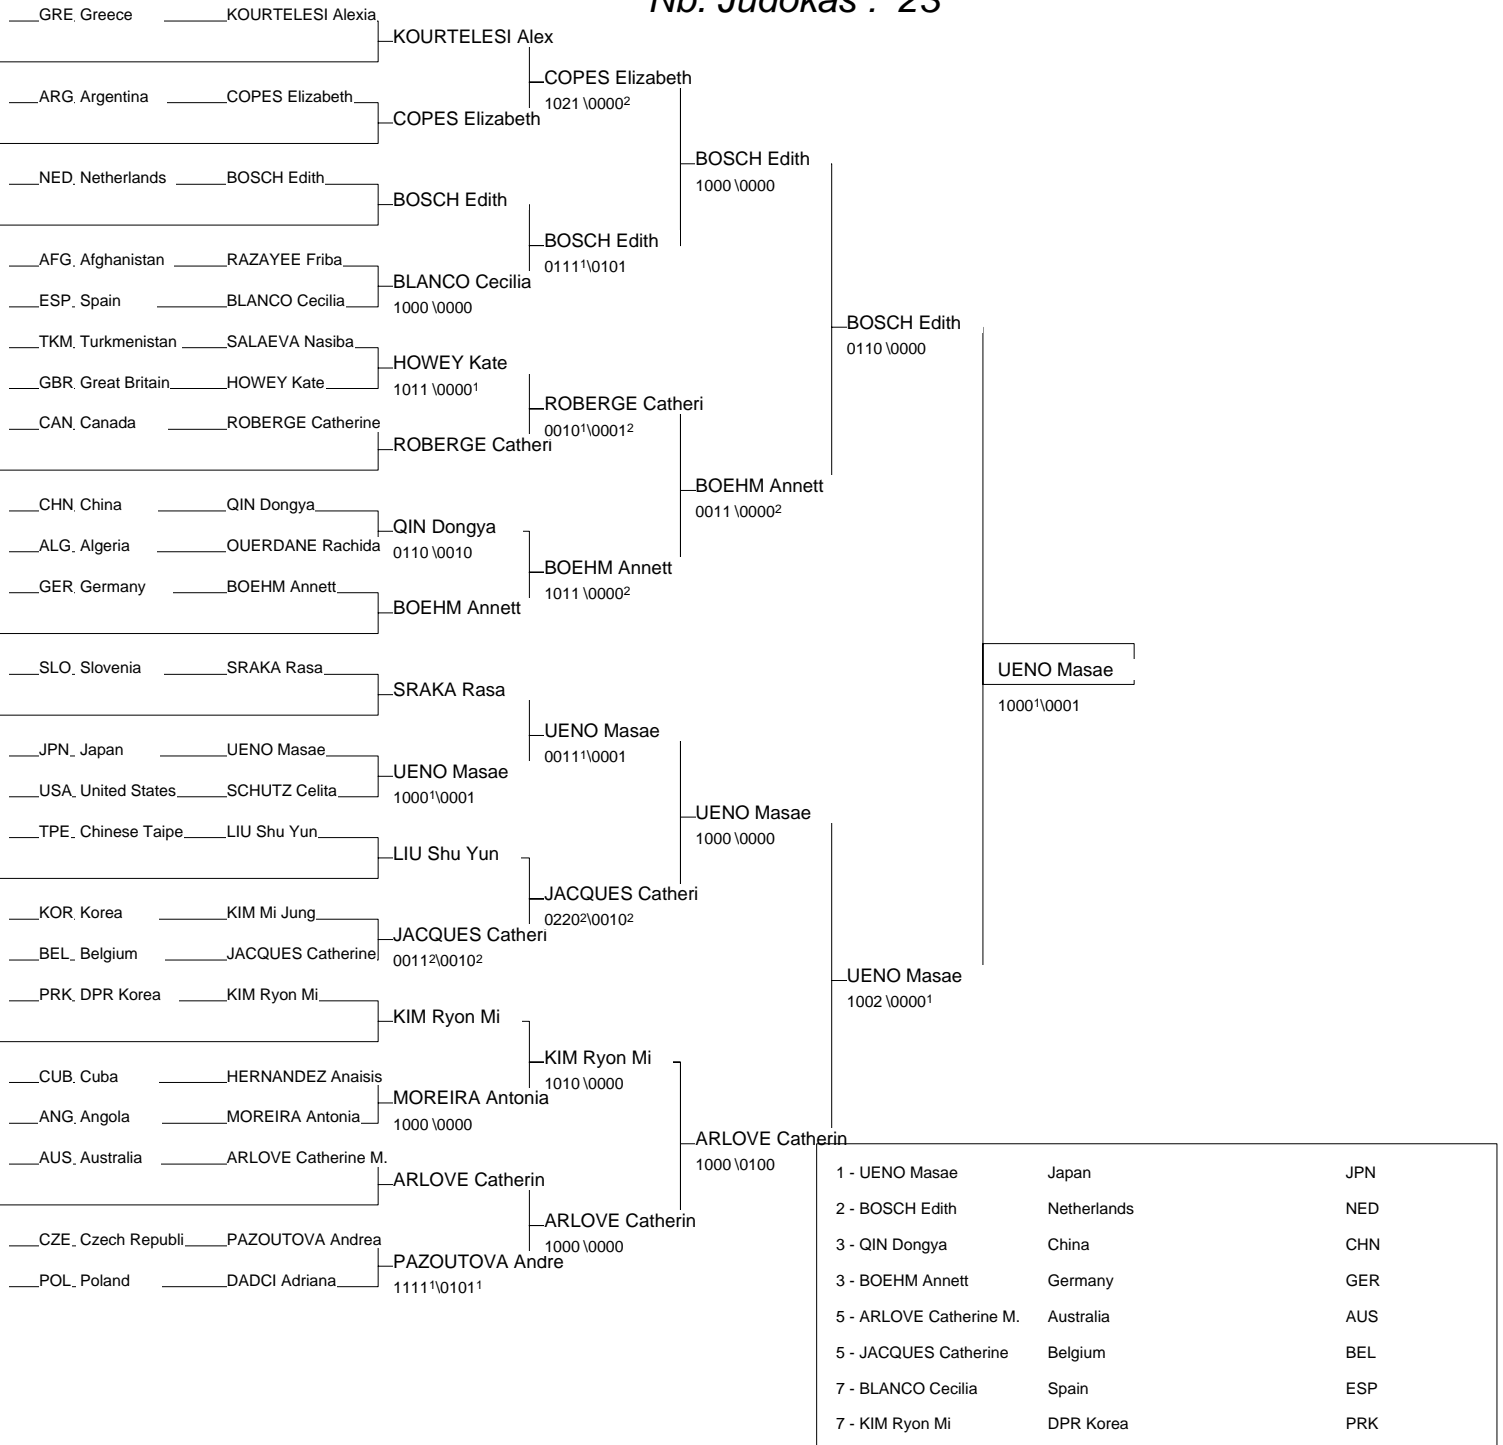 Nb. Judokas : 23
GRE Greece KOURTELESI Alexia
KOURTELESI Alex
COPES Elizabeth
ARG Argentina COPES Elizabeth
1021 \0000²
COPES Elizabeth
BOSCH Edith
NED Netherlands BOSCH Edith
1000 \0000
BOSCH Edith
BOSCH Edith
AFG Afghanistan RAZAYEE Friba
0111¹\0101
BLANCO Cecilia
ESP Spain BLANCO Cecilia
1000 \0000
BOSCH Edith
TKM Turkmenistan SALAEVA Nasiba
0110 \0000
HOWEY Kate
GBR Great Britain HOWEY Kate
1011 \0000¹
ROBERGE Catheri
CAN Canada ROBERGE Catherine
0010¹\0001²
ROBERGE Catheri
BOEHM Annett
CHN China QIN Dongya
0011 \0000²
QIN Dongya
ALG Algeria OUERDANE Rachida
0110 \0010
BOEHM Annett
GER Germany BOEHM Annett
1011 \0000²
BOEHM Annett
SLO Slovenia SRAKA Rasa
UENO Masae
SRAKA Rasa
1000¹\0001
UENO Masae
JPN Japan UENO Masae
0011¹\0001
UENO Masae
USA United States SCHUTZ Celita
1000¹\0001
UENO Masae
TPE Chinese Taipe LIU Shu Yun
1000 \0000
LIU Shu Yun
JACQUES Catheri
KOR Korea KIM Mi Jung
0220²\0010²
JACQUES Catheri
BEL Belgium JACQUES Catherine
0011²\0010²
UENO Masae
PRK DPR Korea KIM Ryon Mi
1002 \0000¹
KIM Ryon Mi
KIM Ryon Mi
CUB Cuba HERNANDEZ Anaisis
1010 \0000
MOREIRA Antonia
ANG Angola MOREIRA Antonia
1000 \0000
ARLOVE Catherin
AUS Australia ARLOVE Catherine M.
1000 \0100
ARLOVE Catherin
ARLOVE Catherin
CZE Czech Republi PAZOUTOVA Andrea
1000 \0000
PAZOUTOVA Andre
POL Poland DADCI Adriana
1111¹\0101¹
1 - UENO Masae Japan JPN
2 - BOSCH Edith Netherlands NED
3 - QIN Dongya China CHN
3 - BOEHM Annett Germany GER
5 - ARLOVE Catherine M. Australia AUS
5 - JACQUES Catherine Belgium BEL
7 - BLANCO Cecilia Spain ESP
7 - KIM Ryon Mi DPR Korea PRK